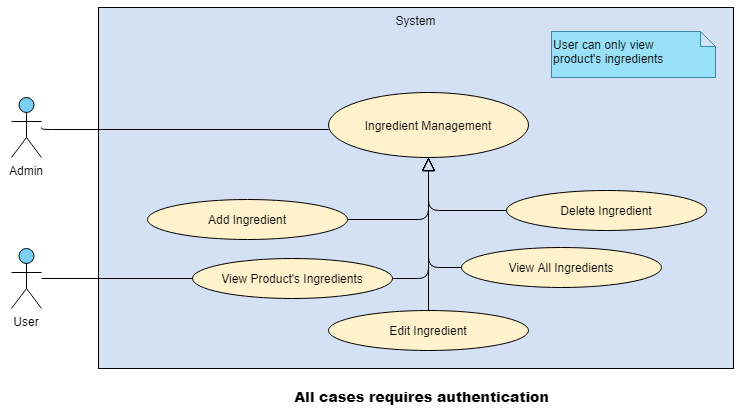 System
User can only view
product's ingredients
Ingredient Management
Admin
Add Ingredient
Delete Ingredient
View Product's Ingredients
View All Ingredients
User
Edit Ingredient
All cases requires authentication